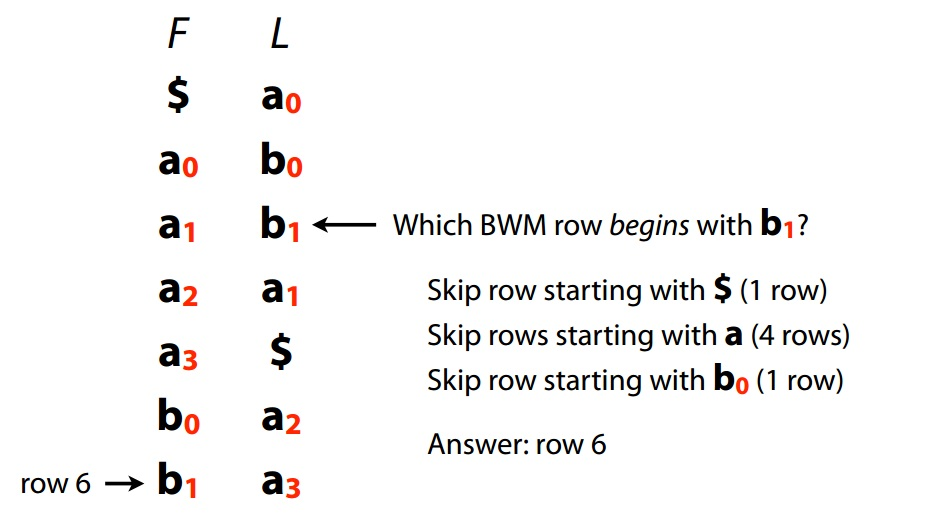 F L
$ a0
a0 b0
a1 b1 Which BWM row begins with b1?
a2 a1
Skip row starting with $ (1 row)
Skip rows starting with a (4 rows)
a3 $
Skip row starting with b0 (1 row)
b0 a2
Answer: row 6
row 6 b1 a3